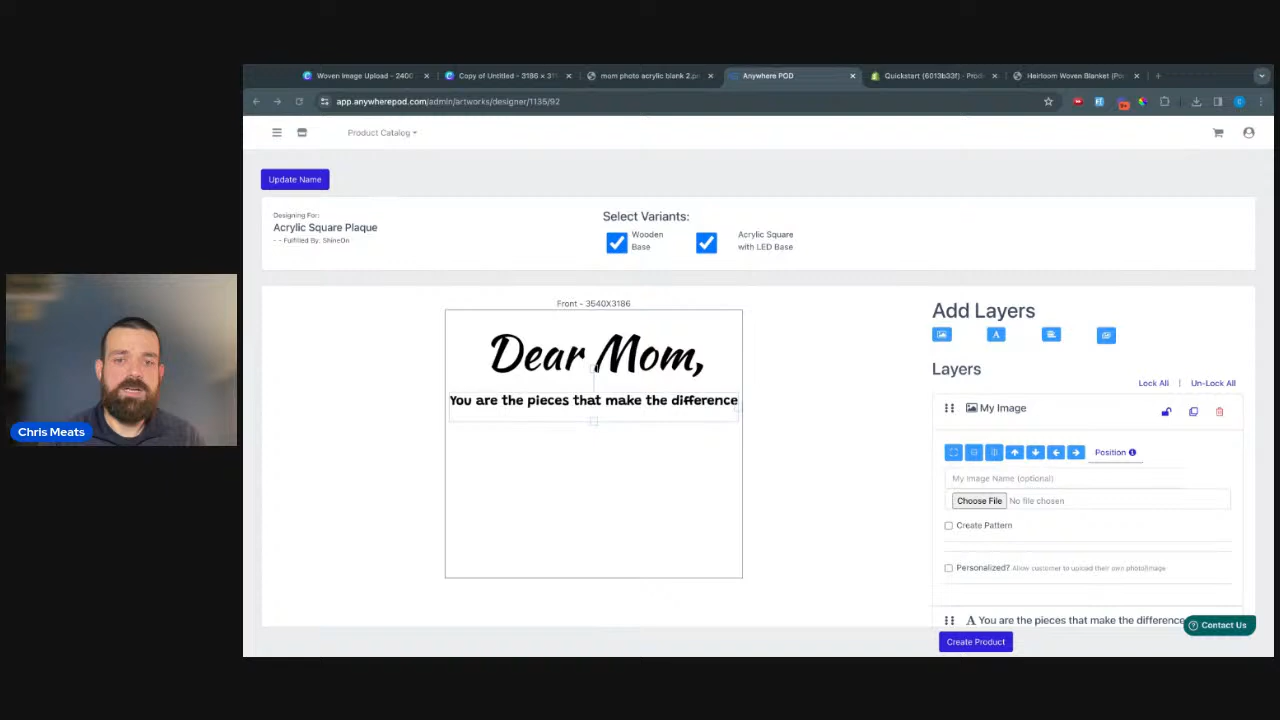 Woven Image Upload - 2400
Copy of Untitled - 3186 × 31
mom photo acrylic blank 2.pn
Anywhere POD
Quickstart (6013b33f) - Prod
Heirloom Woven Blanket (Po
app.anywherepod.com/admin/artworks/designer/1135/92
Product Catalog
Update Name
Designing For:
Acrylic Square Plaque
- - Fulfilled By: ShineOn
Select Variants:
Wooden
Base
Acrylic Square
with LED Base
Front - 3540X3186
Dear Mom,
You are the pieces that make the difference
Add Layers
Layers
Lock All | Un-Lock All
My Image
Position
My Image Name (optional)
Choose File No file chosen
Create Pattern
Personalized? Allow customer to upload their own photo/image
A You are the pieces that make the difference
Contact Us
Create Product
Chris Meats